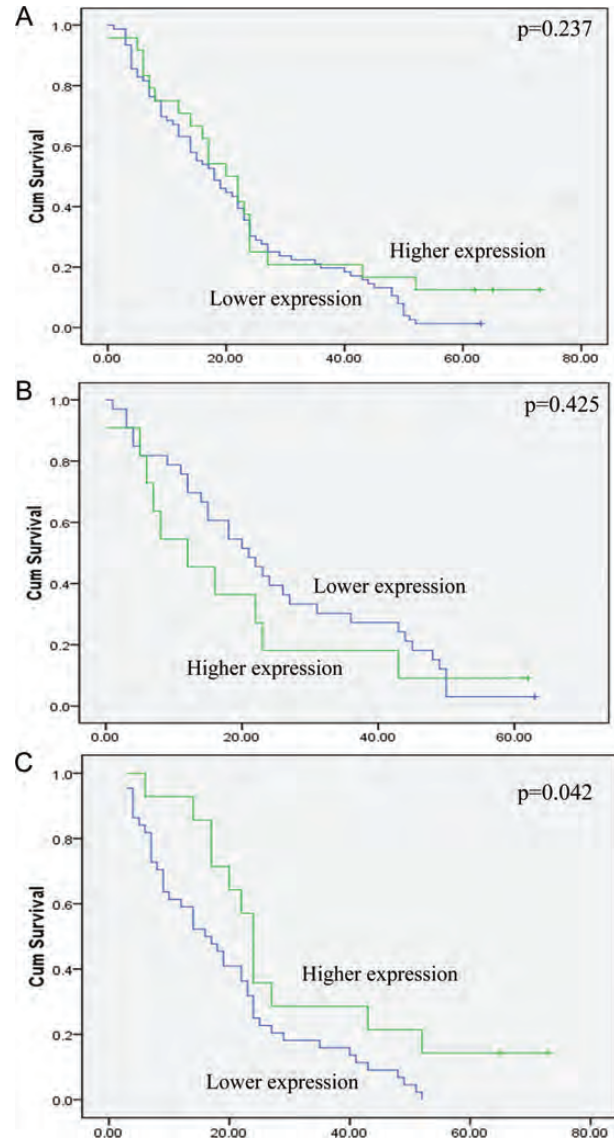 A
p=0.237
1.0
0.8
0.6
0.4
0.2
0.0
Cum Survival
Higher expression
Lower expression
0.00 20.00 40.00 60.00 80.00
B
p=0.425
1.0
0.8
0.6
0.4
0.2
0.0
Cum Survival
Lower expression
Higher expression
0.00 20.00 40.00 60.00
C
p=0.042
1.0
0.8
0.6
0.4
0.2
0.0
Cum Survival
Higher expression
Lower expression
0.00 20.00 40.00 60.00 80.00